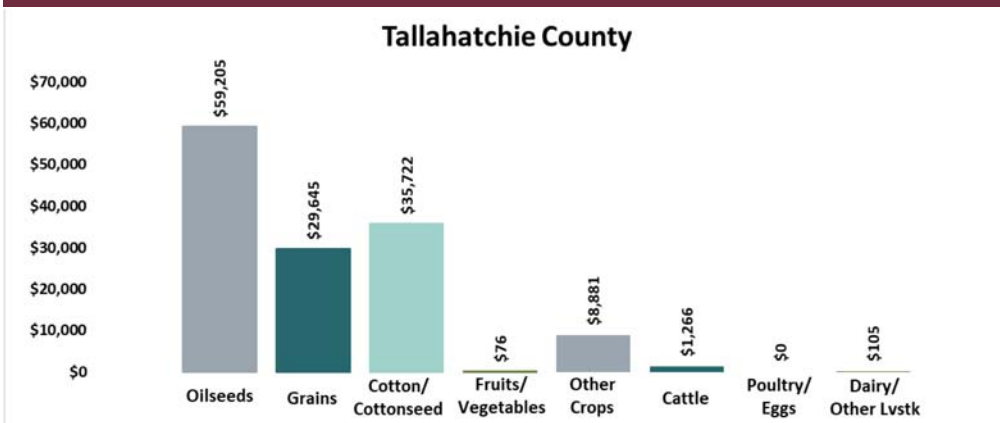 Tallahatchie County
$70,000
$60,000
$50,000
$40,000
$30,000
$20,000
$10,000
$0
$59,205
$29,645
$35,722
$76
$8,881
$1,266
$0
$105
Oilseeds
Grains
Cotton/
Cottonseed
Fruits/
Vegetables
Other
Crops
Cattle
Poultry/
Eggs
Dairy/
Other Lvstk